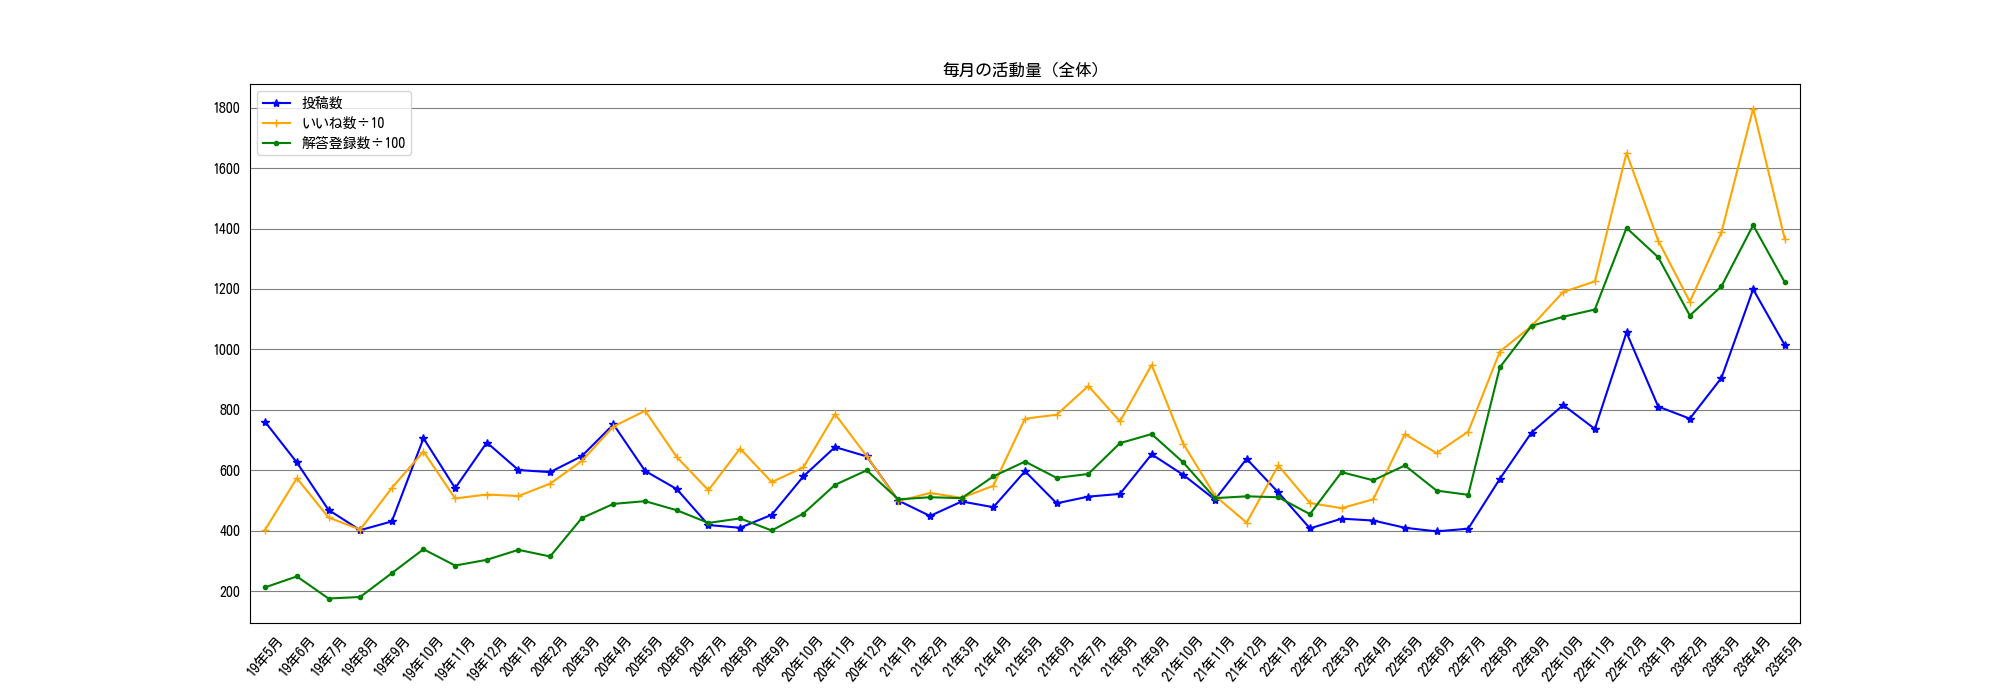 毎月の活動量（全体）
投稿数
いいね数÷10
解答登録数÷100
1800
1600
1400
1200
1000
800
600
400
200
19年5月
19年6月
19年7月
19年8月
19年9月
19年10月
19年11月
19年12月
20年1月
20年2月
20年3月
20年4月
20年5月
20年6月
20年7月
20年8月
20年9月
20年10月
20年11月
20年12月
21年1月
21年2月
21年3月
21年4月
21年5月
21年6月
21年7月
21年8月
21年9月
21年10月
21年11月
21年12月
22年1月
22年2月
22年3月
22年4月
22年5月
22年6月
22年7月
22年8月
22年9月
22年10月
22年11月
22年12月
23年1月
23年2月
23年3月
23年4月
23年5月